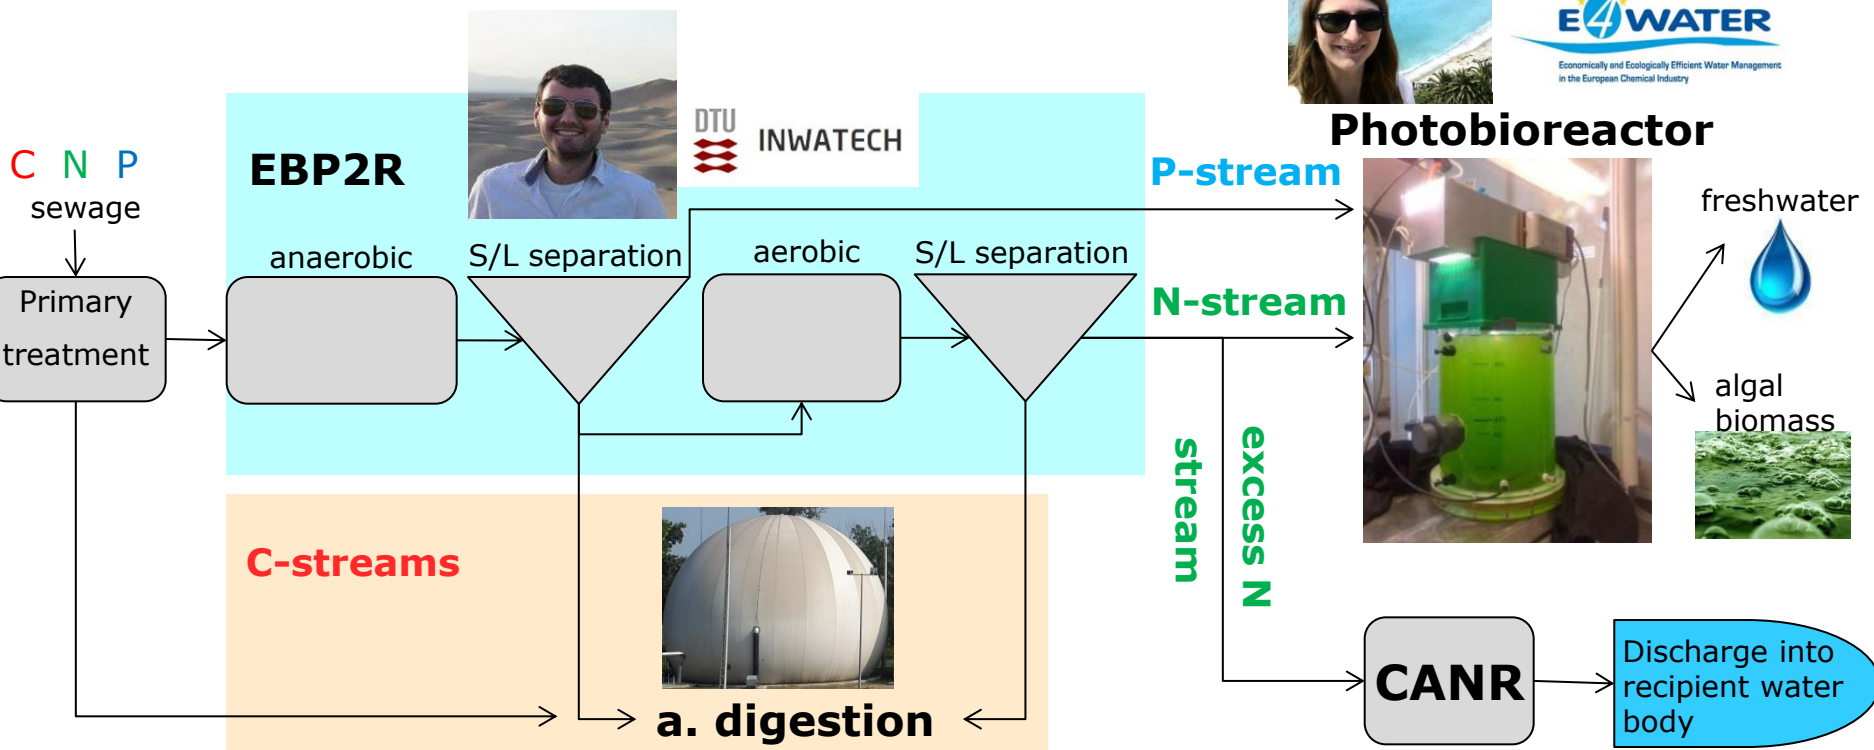 E4WATER
Economically and Ecologically Efficient Water Management
in the European Chemical Industry
Photobioreactor
DTU
INWATECH
C N P
sewage
EBP2R
P-stream
freshwater
anaerobic
S/L separation
aerobic
S/L separation
Primary
treatment
N-stream
algal
biomass
excess N
stream
C-streams
a. digestion
CANR
Discharge into
recipient water
body